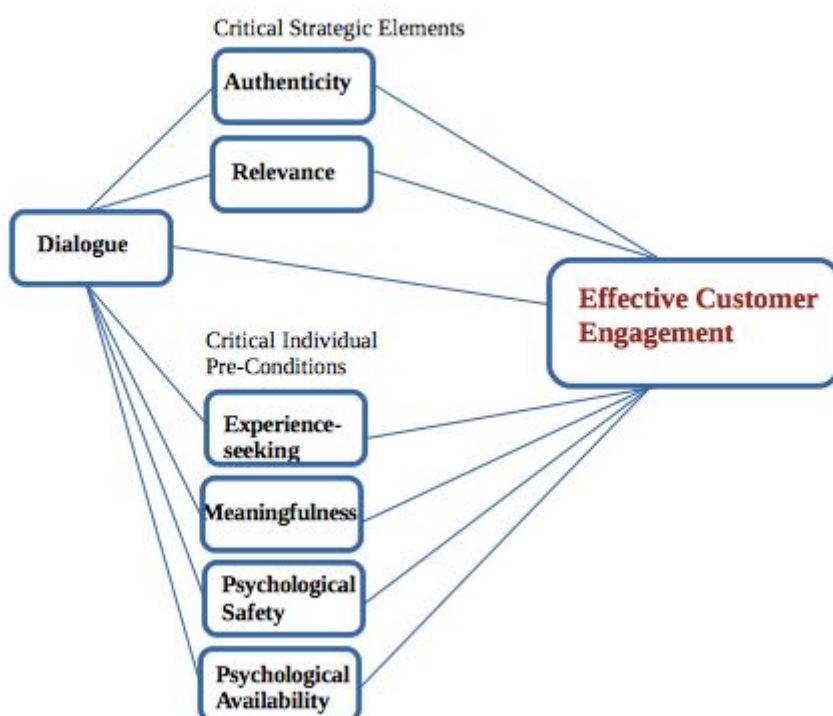 Critical Strategic Elements
Authenticity
Relevance
Dialogue
Effective Customer
Engagement
Critical Individual
Pre-Conditions
Experience-
seeking
Meaningfulness
Psychological
Safety
Psychological
Availability